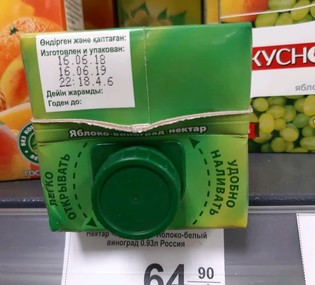 Өндірген және қаптаған:
Изготовлен и упакован:
16.06.18
16.06.19
22:18.4.6
Дейін жарамды:
Годен до:
КУСНО
Яблоко-виноград нектар
ЛЕГКО ОТКРЫВАТЬ
УДОБНО НАЛИВАТЬ
Нектар Яблоко-белый
виноград 0.93л Россия
64 90